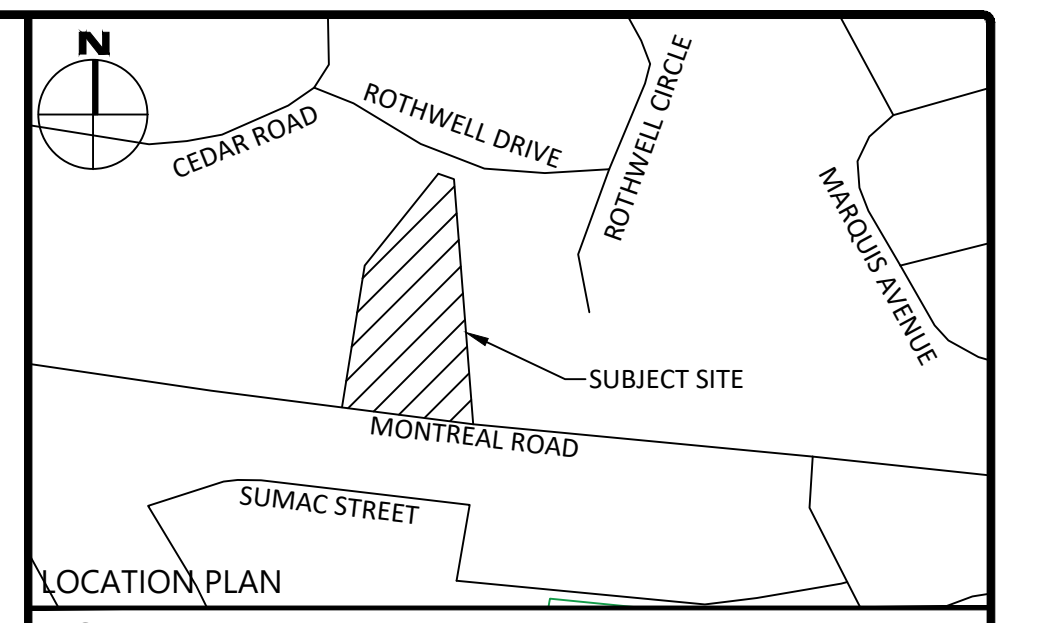 N
CEDAR ROAD
ROTHWELL DRIVE
ROTHWELL CIRCLE
MARQUIS AVENUE
SUBJECT SITE
MONTREAL ROAD
SUMAC STREET
LOCATION PLAN